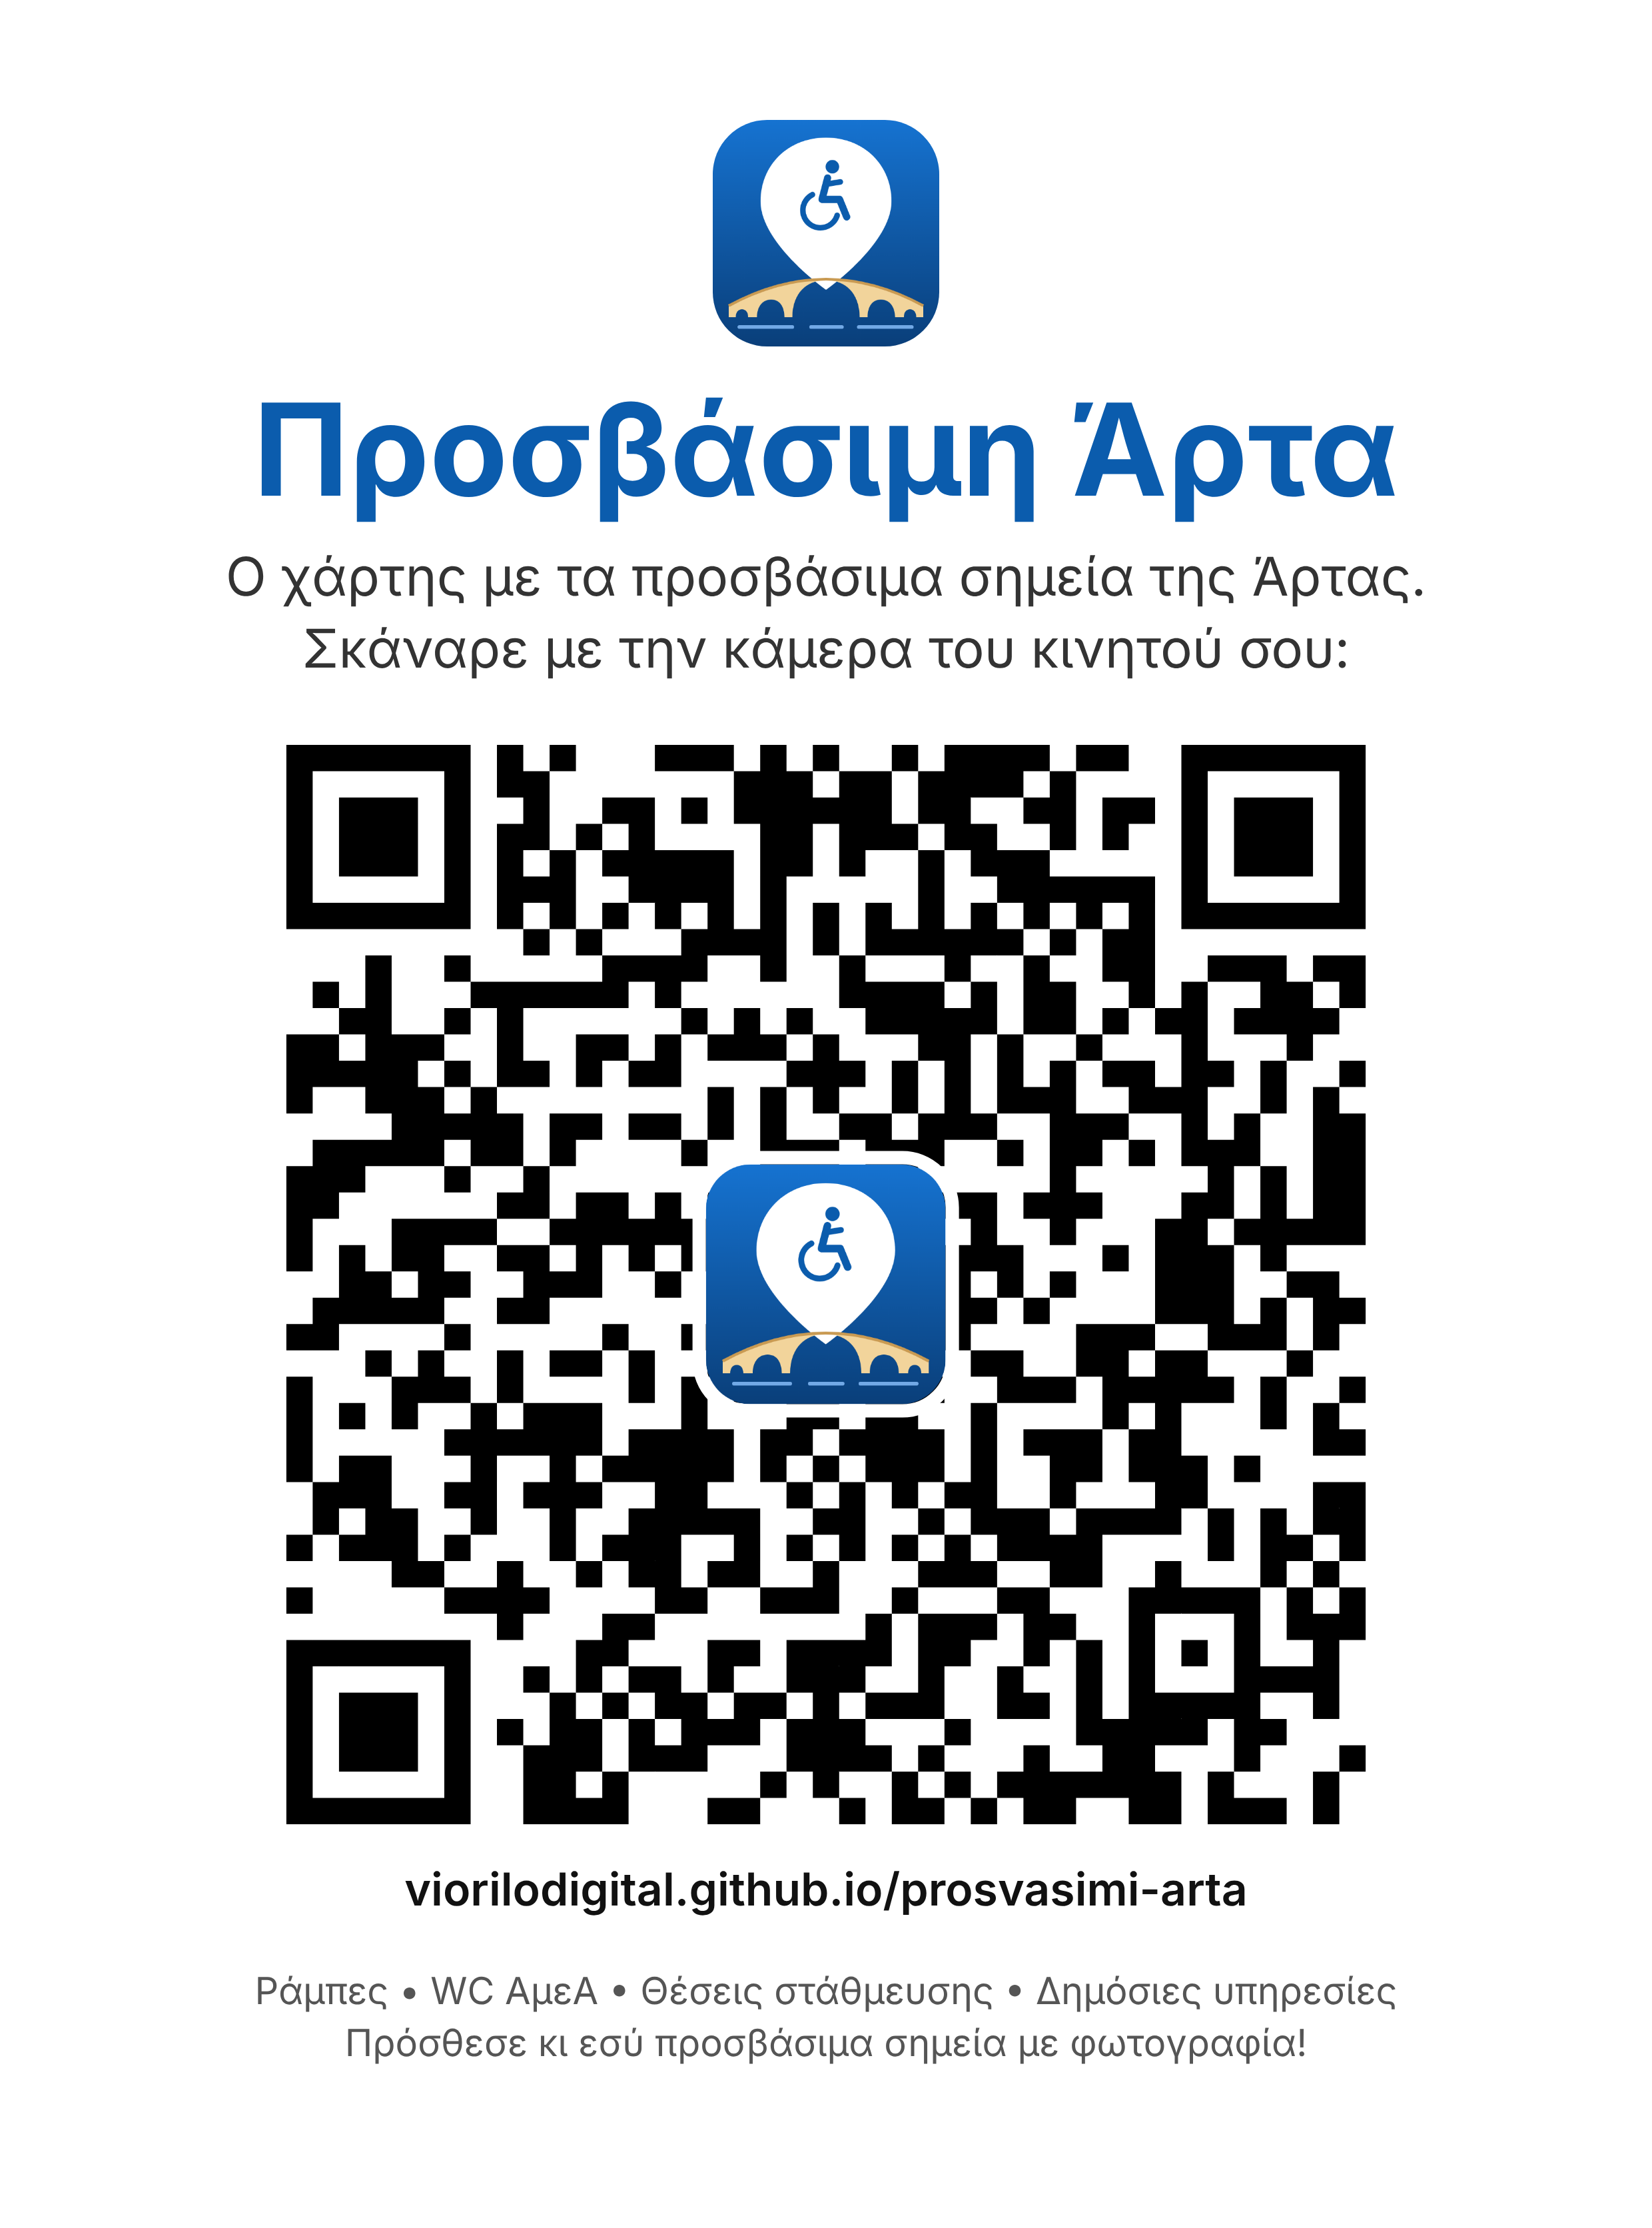 Προσβάσιμη Άρτα
Ο χάρτης με τα προσβάσιμα σημεία της Άρτας.
Σκάναρε με την κάμερα του κινητού σου:
viorilodigital.github.io/prosvasimi-arta
Ράμπες • WC ΑμεΑ • Θέσεις στάθμευσης • Δημόσιες υπηρεσίες
Πρόσθεσε κι εσύ προσβάσιμα σημεία με φωτογραφία!